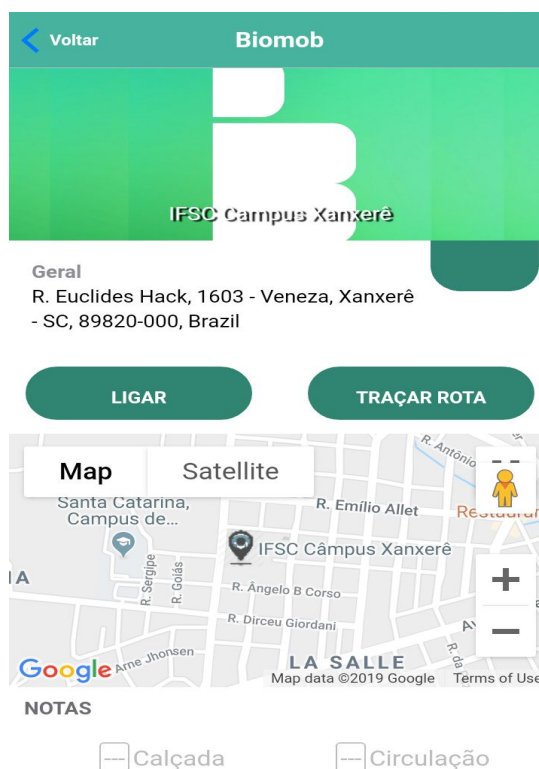 Voltar
Biomob
IFSC Campus Xanxerê
Geral
R. Euclides Hack, 1603 - Veneza, Xanxerê
- SC, 89820-000, Brazil
LIGAR
TRAÇAR ROTA
R. Antônio
Map
Satellite
Santa Catarina,
Campus de...
R. Emílio Allet
IFSC Câmpus Xanxerê
R. Sergipe
R. Goiás
R. Ângelo B Corso
R. Dirceu Giordani
Arne Jhonsen
LA SALLE
R. da
Google
Map data ©2019 Google
Terms of Use
NOTAS
--- Calçada
--- Circulação